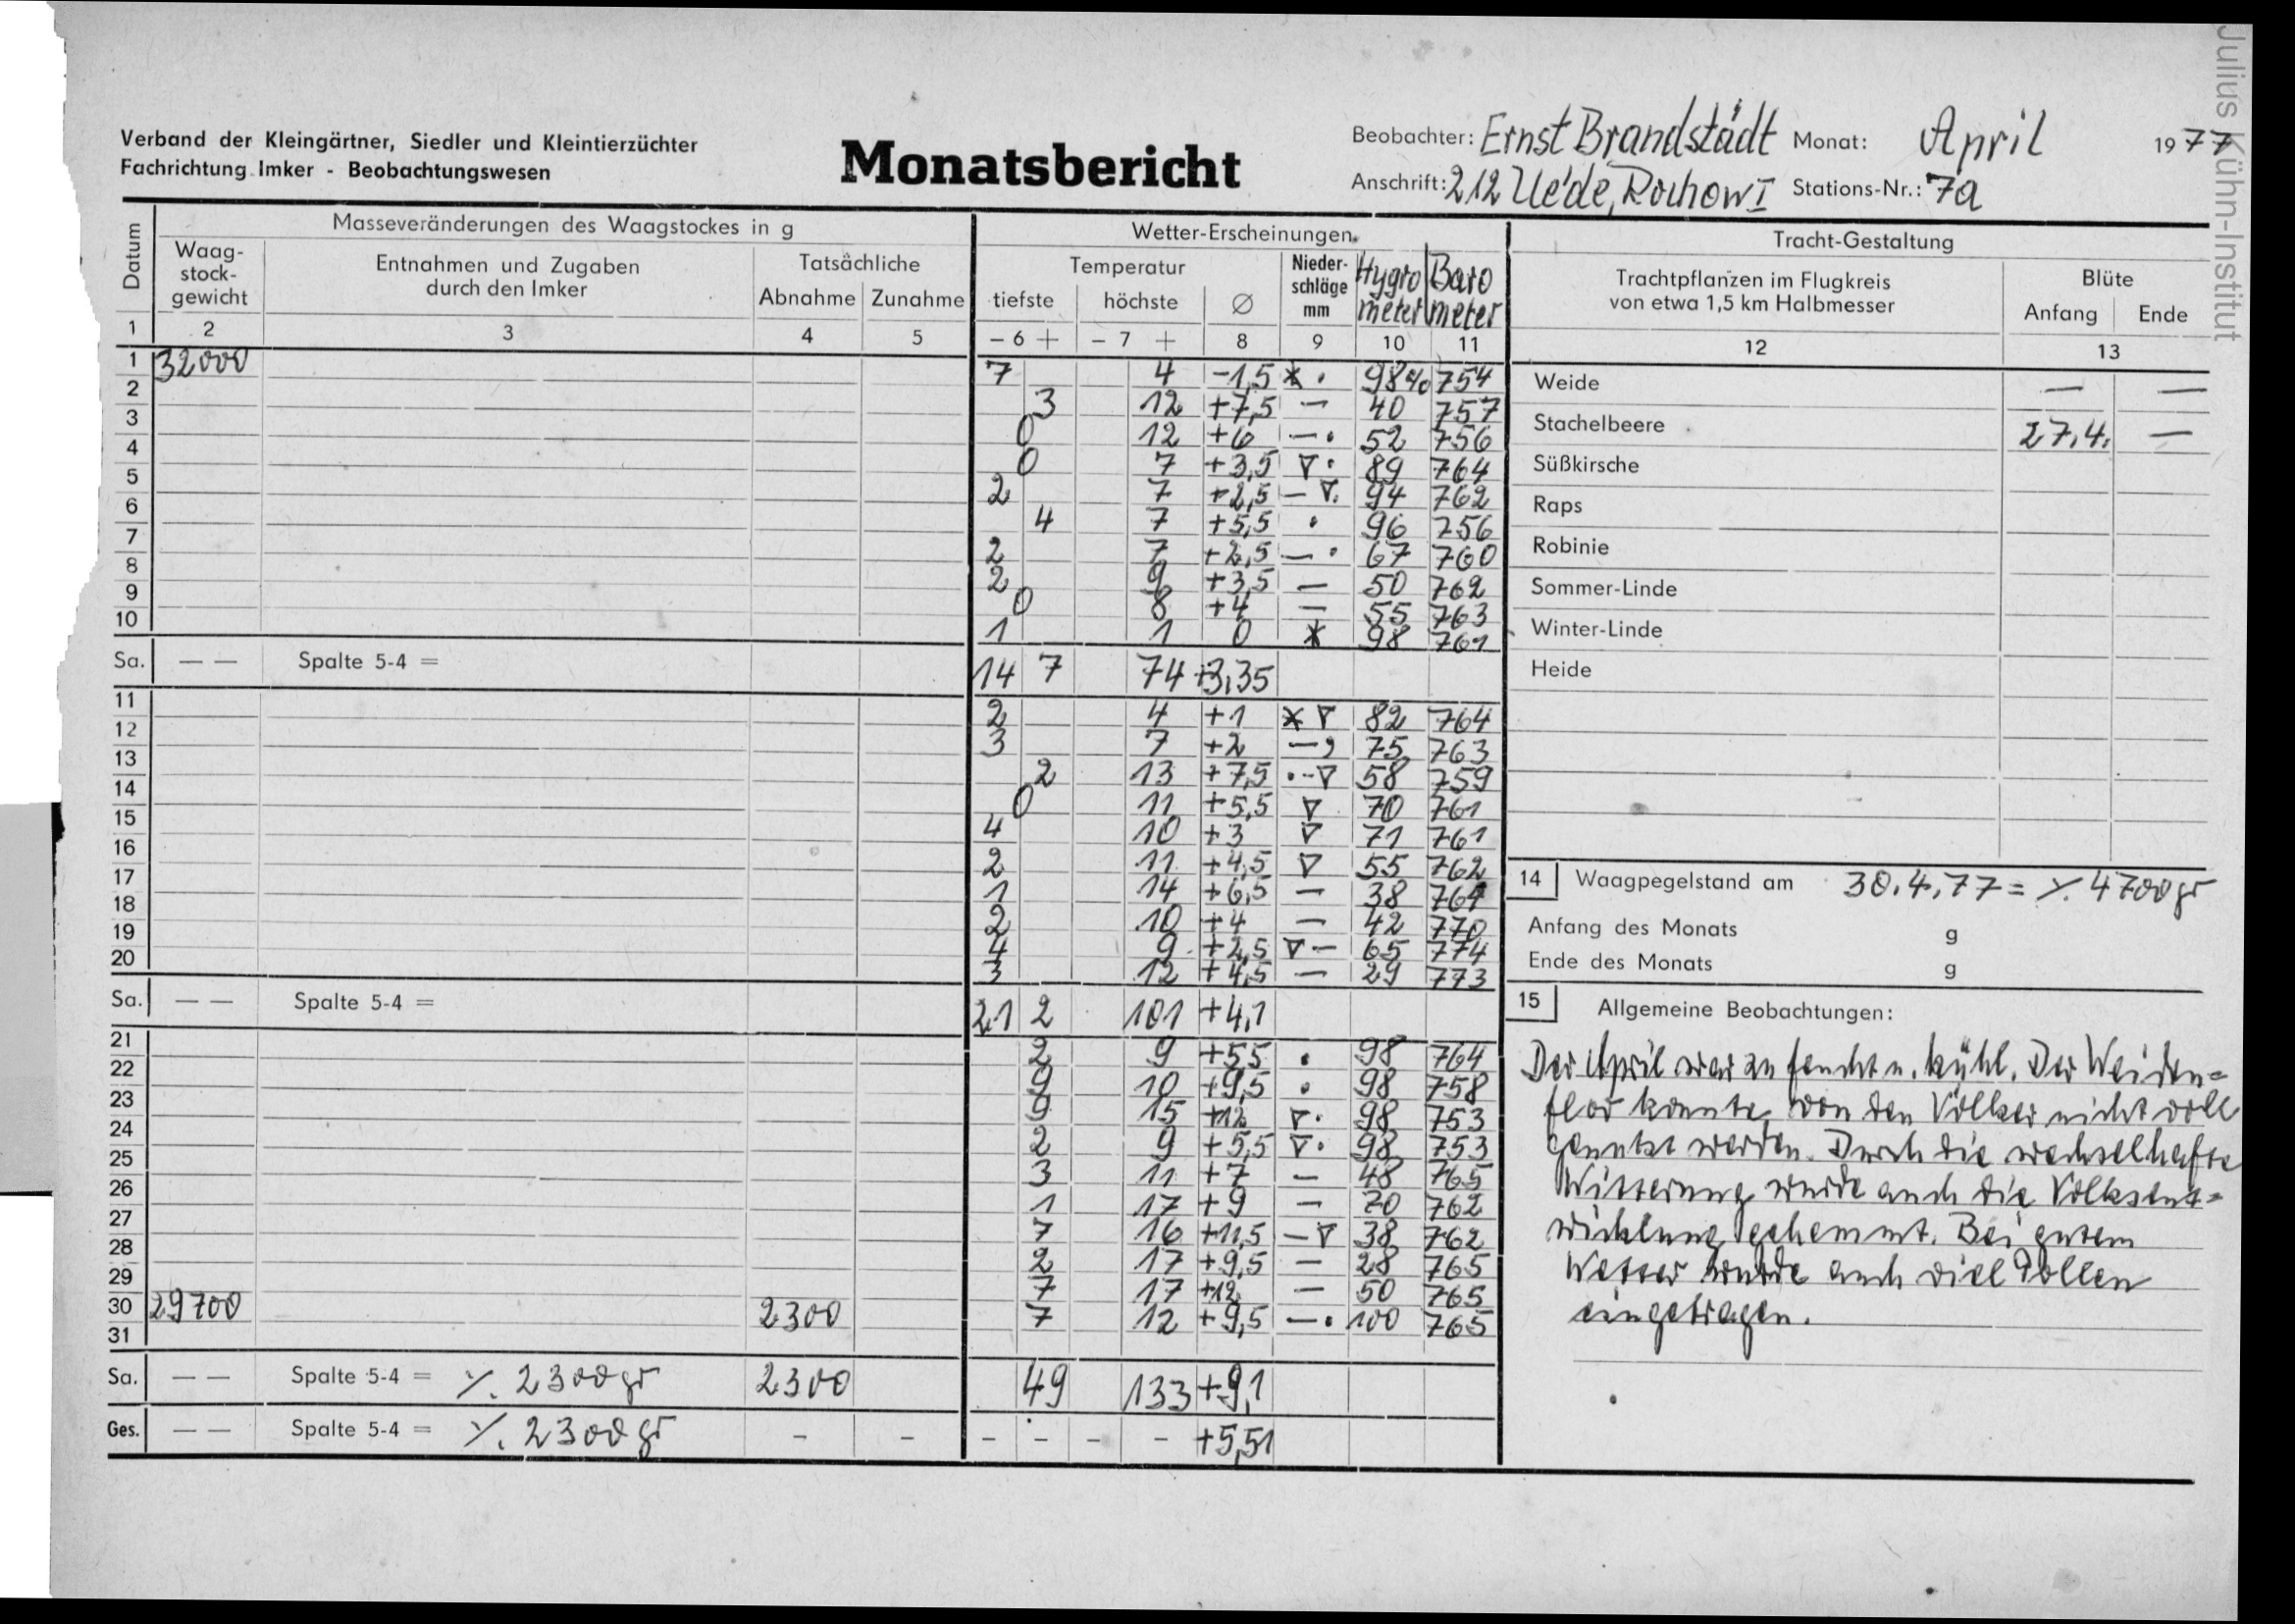 Verband der Kleingärtner, Siedler und Kleintierzüchter
Fachrichtung Imker - Beobachtungswesen
Monatsbericht
Beobachter: Ernst Brandstädt Monat: April 1977
Anschrift: 212 Ue'de, Rochow I Stations-Nr.: 7a
Julius Kühn-Institut
Datum Masseveränderungen des Waagstockes in g Wetter-Erscheinungen Tracht-Gestaltung
Waag-stock-gewicht Entnahmen und Zugaben durch den Imker Tatsächliche Abnahme Zunahme Temperatur tiefste höchste ∅ Nieder-schläge mm Hygro meter Baro meter Trachtpflanzen im Flugkreis von etwa 1,5 km Halbmesser Blüte Anfang Ende
1 2 3 4 5 – 6 + – 7 + 8 9 10 11 12 13
1 32000 7 4 -1,5 * . 98% 754
2 3 12 +7,5 — 40 757
3 0 12 +6 — . 52 756
4 0 7 +3,5 ∇ . 89 764
5 2 7 +2,5 — ∇. 94 762
6 4 7 +5,5 . 96 756
7 2 7 +2,5 — . 67 760
8 2 9 +3,5 — 50 762
9 0 8 +4 — 55 763
10 1 1 0 * 98 761
Sa. — — Spalte 5-4 = 14 7 74 +3,35
11 2 4 +1 * ∇ 82 764
12 3 7 +2 — , 75 763
13 2 13 +7,5 . -- ∇ 58 759
14 0 11 +5,5 ∇ 70 761
15 4 10 +3 ∇ 71 761
16 2 11 +4,5 ∇ 55 762
17 1 14 +6,5 — 38
18 2 10 +4 — 42 770
19 4 9 +2,5 ∇ — 65 774
20 3 12 +4,5 — 29 773
Sa. — — Spalte 5-4 = 21 2 101 +4,1
21 2 9 +5,5 . 98 764
22 9 10 +9,5 . 98 758
23 9 15 +12 ∇ . 98 753
24 2 9 +5,5 ∇ . 98 753
25 3 11 +7 — 48 765
26 1 17 +9 — 70 762
27 7 16 +11,5 — ∇ 38 762
28 2 17 +9,5 — 28 765
29 7 17 +12 — 50 765
30 29700 2300 7 12 +9,5 — . 100 765
31
Sa. — — Spalte 5-4 = ⁒ 2300 gr 2300 49 133 +9,1
Ges. — — Spalte 5-4 = ⁒ 2300 gr – – – – – – +5,51
Weide — —
Stachelbeere 27.4. —
Süßkirsche
Raps
Robinie
Sommer-Linde
Winter-Linde
Heide
14 Waagpegelstand am 30.4.77 = ⁒ 4700 gr
Anfang des Monats g
Ende des Monats g
15 Allgemeine Beobachtungen:
Der April war zu feucht u. kühl. Der Weiden=
flor konnte von den Völker nicht voll
genutzt werden. Durch die wechselhafte
Witterung wurde auch die Volksent=
wicklung gehemmt. Bei gutem
Wetter wurde auch viel Pollen
eingetragen.